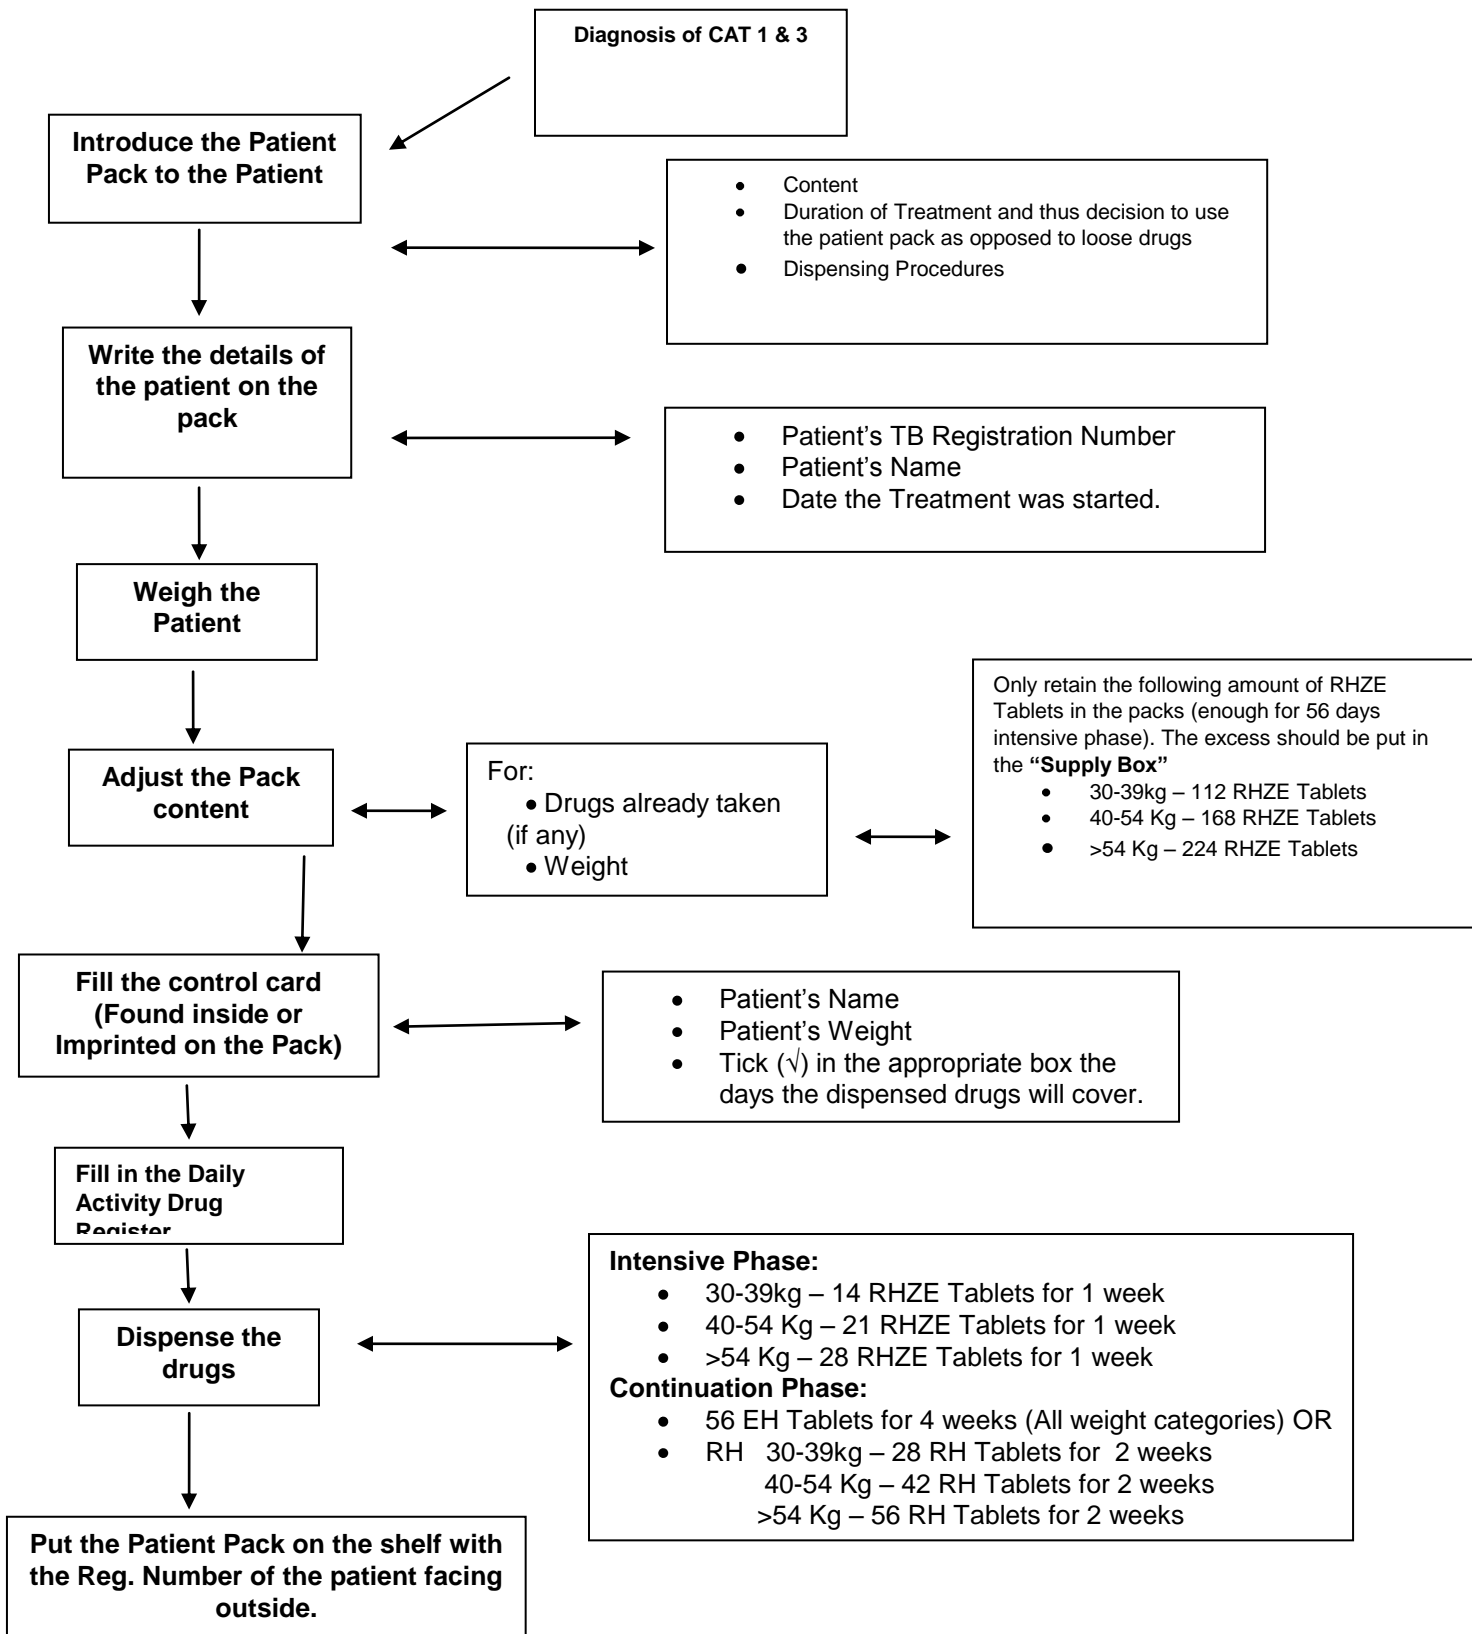 Diagnosis of CAT 1 & 3
Introduce the Patient
Pack to the Patient
• Content
• Duration of Treatment and thus decision to use
the patient pack as opposed to loose drugs
• Dispensing Procedures
Write the details of
the patient on the
pack
• Patient’s TB Registration Number
• Patient’s Name
• Date the Treatment was started.
Weigh the
Patient
Adjust the Pack
content
For:
• Drugs already taken
(if any)
• Weight
Only retain the following amount of RHZE
Tablets in the packs (enough for 56 days
intensive phase). The excess should be put in
the “Supply Box”
• 30-39kg – 112 RHZE Tablets
• 40-54 Kg – 168 RHZE Tablets
• >54 Kg – 224 RHZE Tablets
Fill the control card
(Found inside or
Imprinted on the Pack)
• Patient’s Name
• Patient’s Weight
• Tick (√) in the appropriate box the
days the dispensed drugs will cover.
Fill in the Daily
Activity Drug
Register
Dispense the
drugs
Intensive Phase:
• 30-39kg – 14 RHZE Tablets for 1 week
• 40-54 Kg – 21 RHZE Tablets for 1 week
• >54 Kg – 28 RHZE Tablets for 1 week
Continuation Phase:
• 56 EH Tablets for 4 weeks (All weight categories) OR
• RH 30-39kg – 28 RH Tablets for 2 weeks
40-54 Kg – 42 RH Tablets for 2 weeks
>54 Kg – 56 RH Tablets for 2 weeks
Put the Patient Pack on the shelf with
the Reg. Number of the patient facing
outside.